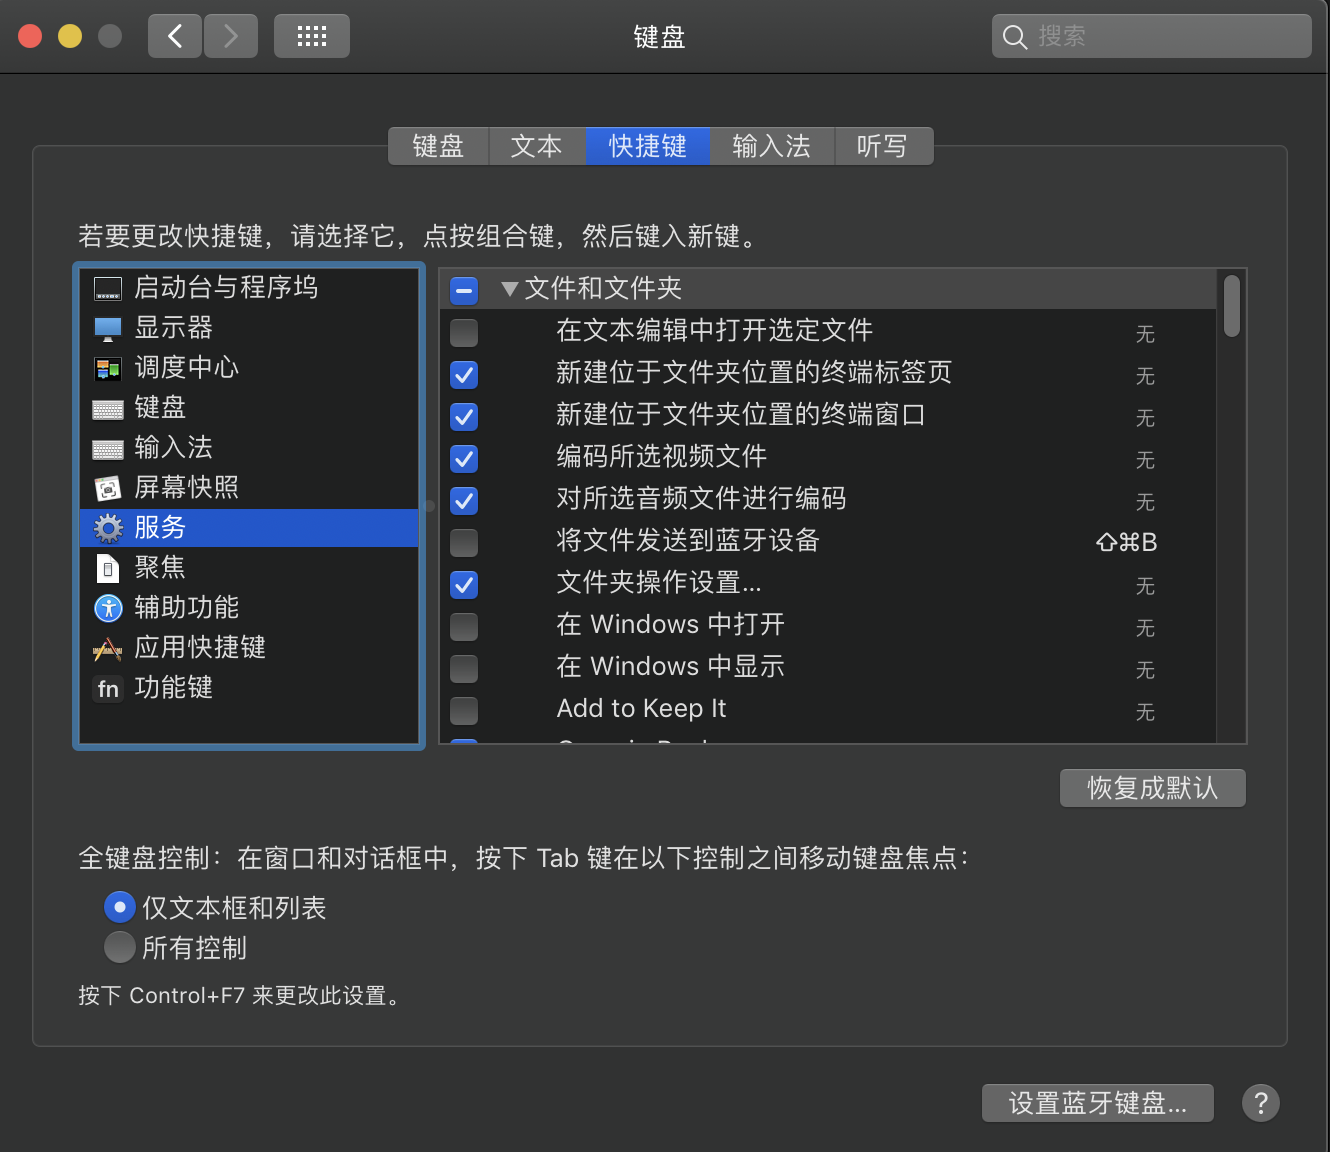 键盘
搜索
键盘 文本 快捷键 输入法 听写
若要更改快捷键，请选择它，点按组合键，然后键入新键。
启动台与程序坞
显示器
调度中心
键盘
输入法
屏幕快照
服务
聚焦
辅助功能
应用快捷键
fn 功能键
文件和文件夹
在文本编辑中打开选定文件 无
新建位于文件夹位置的终端标签页 无
新建位于文件夹位置的终端窗口 无
编码所选视频文件 无
对所选音频文件进行编码 无
将文件发送到蓝牙设备 ⇧⌘B
文件夹操作设置... 无
在 Windows 中打开 无
在 Windows 中显示 无
Add to Keep It 无
恢复成默认
全键盘控制：在窗口和对话框中，按下 Tab 键在以下控制之间移动键盘焦点：
仅文本框和列表
所有控制
按下 Control+F7 来更改此设置。
设置蓝牙键盘... ?